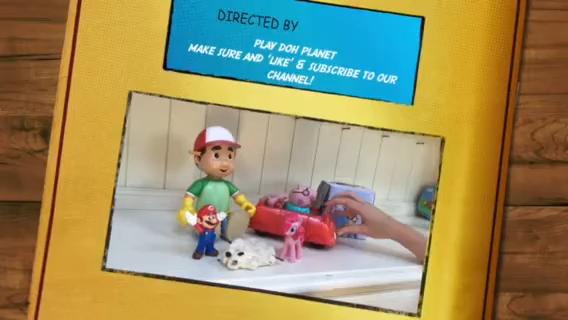 DIRECTED BY
PLAY DOH PLANET
MAKE SURE AND 'LIKE' & SUBSCRIBE TO OUR
CHANNEL!